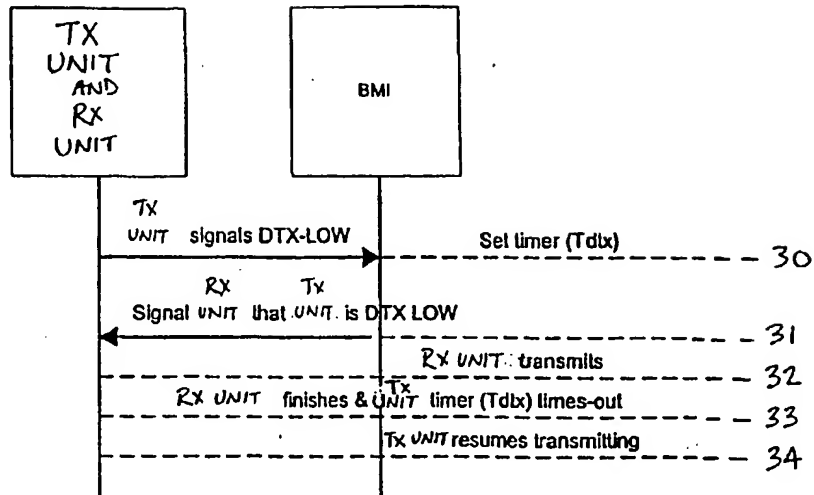 TX
UNIT
AND
RX
UNIT
BMI
TX
UNIT signals DTX-LOW
Set timer (Tdtx)
30
RX TX
Signal UNIT that UNIT. is DTX LOW
31
RX UNIT: transmits
32
RX UNIT finishes & UNIT Tx timer (Tdtx) times-out
33
Tx UNIT resumes transmitting
34